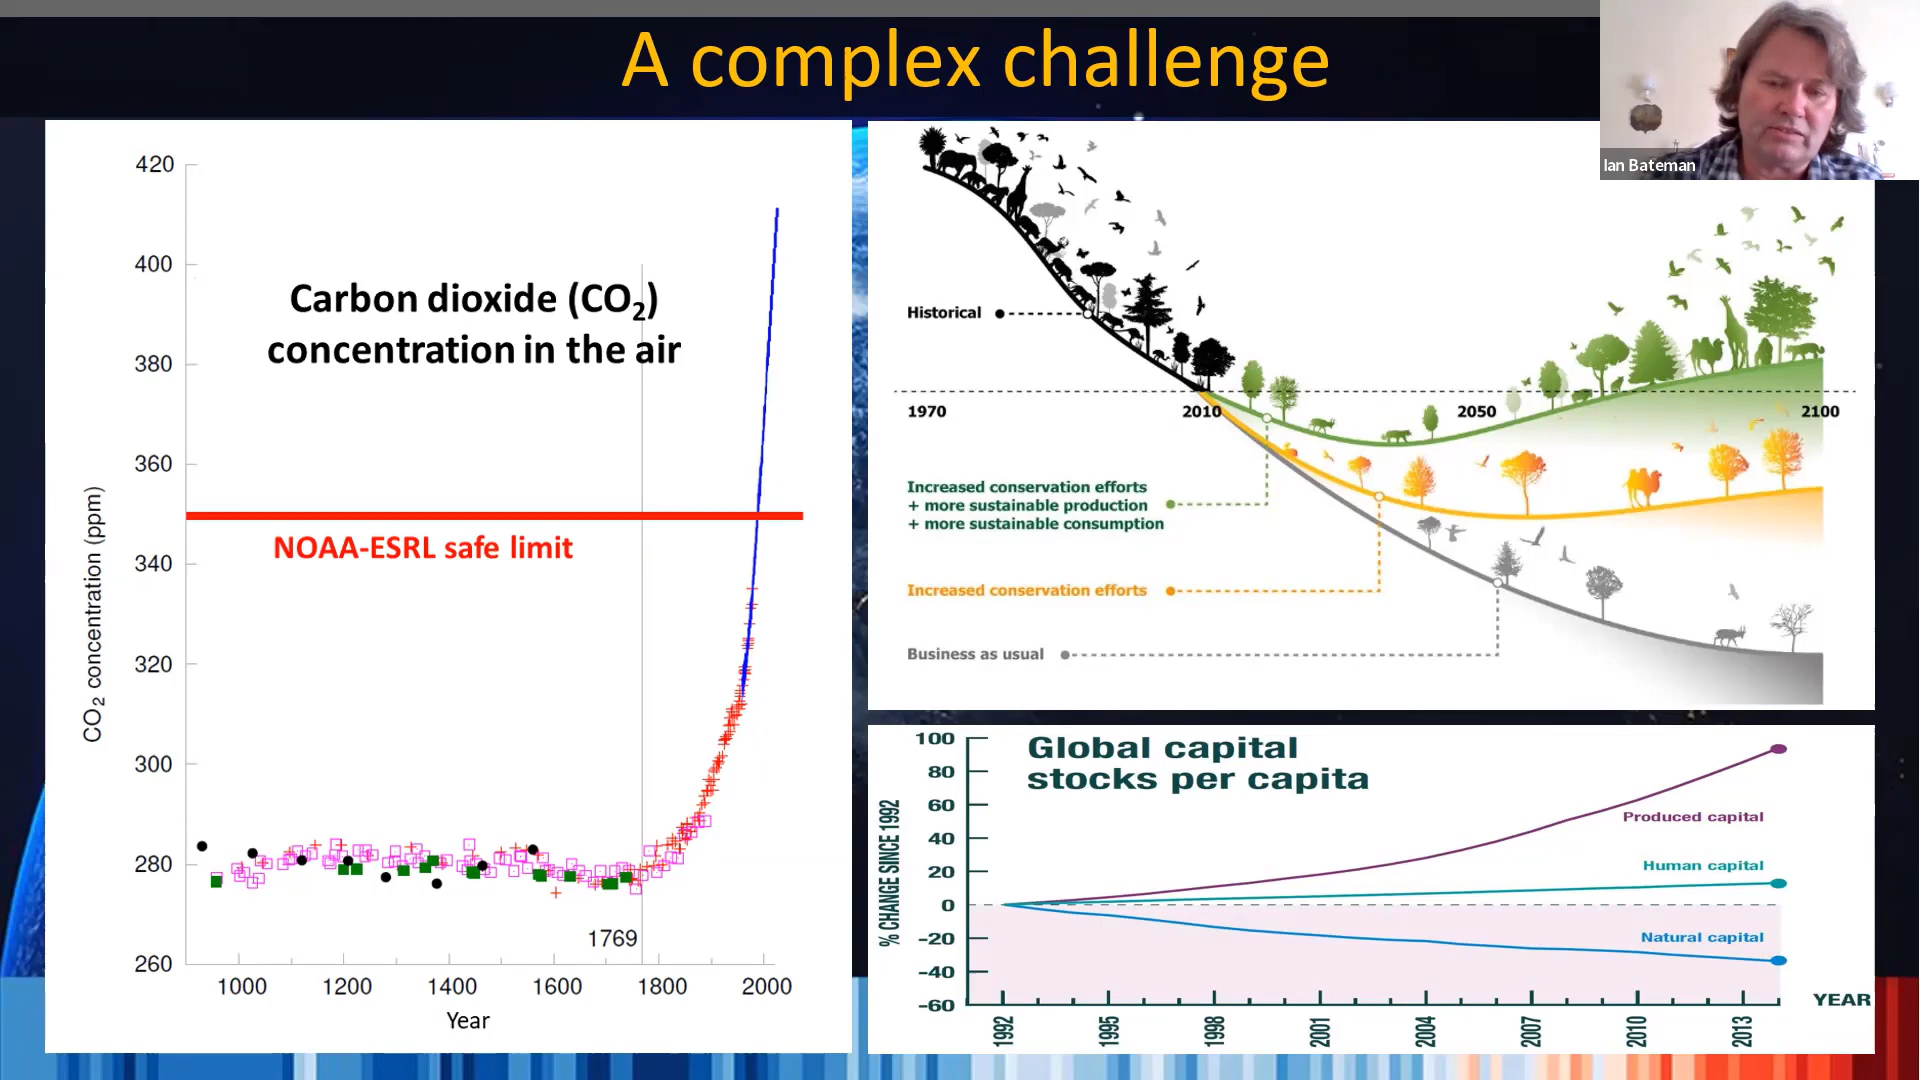 A complex challenge
Ian Bateman
420
400
380
360
340
320
300
280
260
CO2 concentration (ppm)
Carbon dioxide (CO2)
concentration in the air
NOAA-ESRL safe limit
1769
1000
1200
1400
1600
1800
2000
Year
Historical
1970
2010
2050
2100
Increased conservation efforts
+ more sustainable production
+ more sustainable consumption
Increased conservation efforts
Business as usual
Global capital
stocks per capita
% CHANGE SINCE 1992
100
80
60
40
20
0
-20
-40
-60
Produced capital
Human capital
Natural capital
1992
1995
1998
2001
2004
2007
2010
2013
YEAR